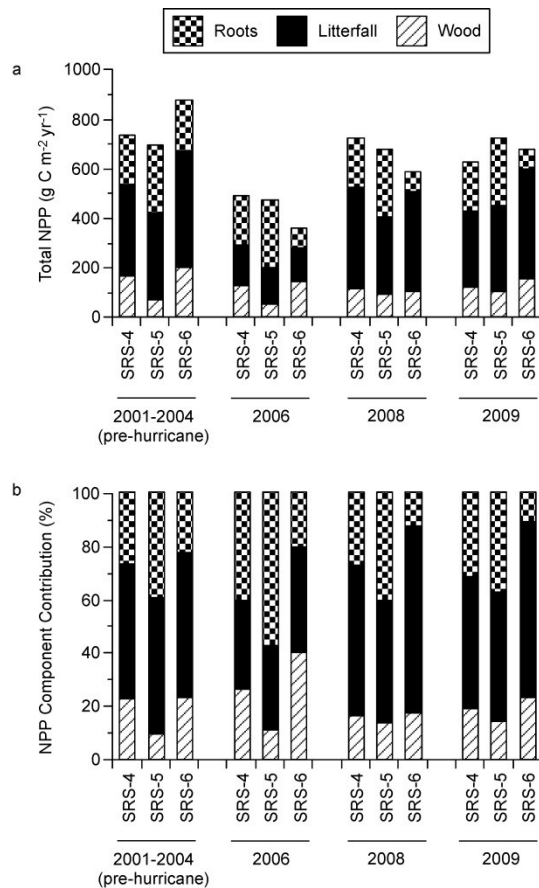 Roots Litterfall Wood
a
Total NPP (g C m⁻² yr⁻¹)
1000
800
600
400
200
0
SRS-4 SRS-5 SRS-6 SRS-4 SRS-5 SRS-6 SRS-4 SRS-5 SRS-6 SRS-4 SRS-5 SRS-6
2001-2004 2006 2008 2009
(pre-hurricane)
b
NPP Component Contribution (%)
100
80
60
40
20
0
SRS-4 SRS-5 SRS-6 SRS-4 SRS-5 SRS-6 SRS-4 SRS-5 SRS-6 SRS-4 SRS-5 SRS-6
2001-2004 2006 2008 2009
(pre-hurricane)